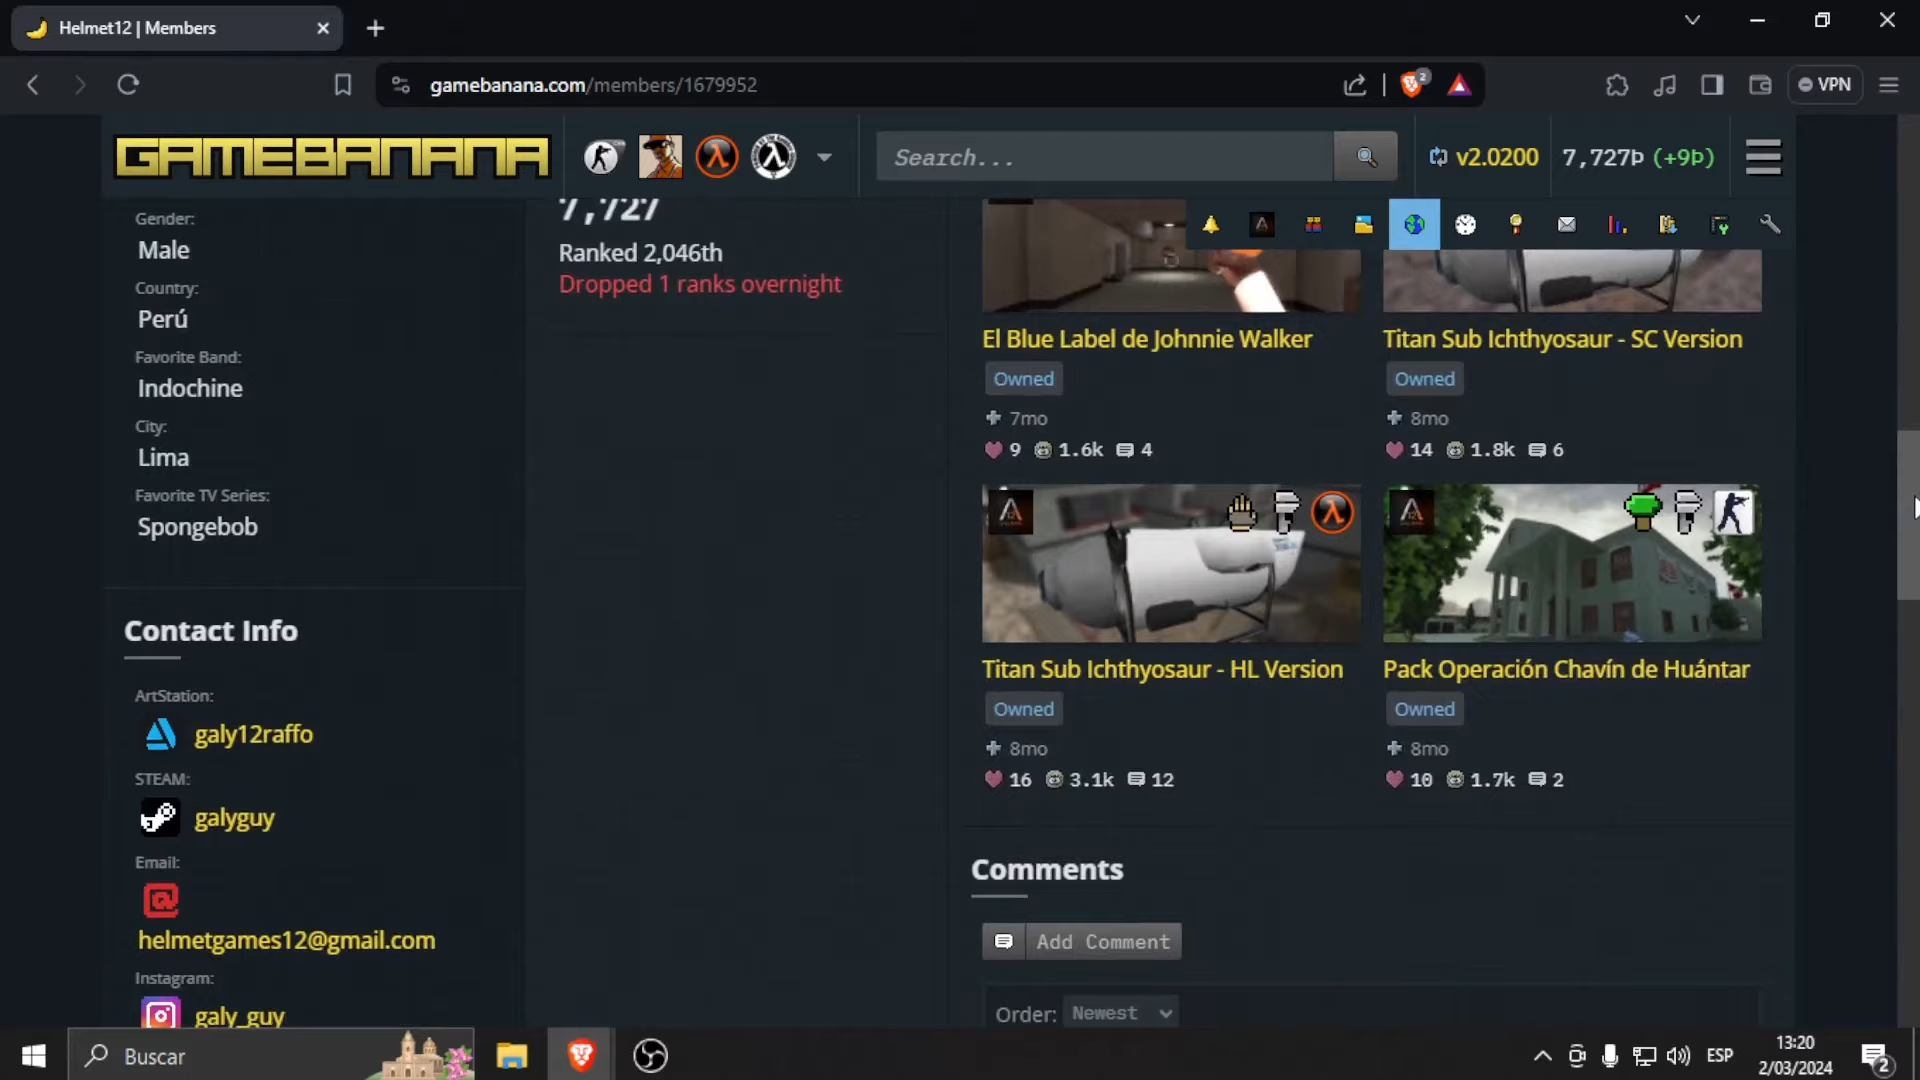 Helmet12 | Members
gamebanana.com/members/1679952
2
VPN
GAMEBANANA
Search...
v2.0200
7,727Þ (+9Þ)
Gender:
Male
Country:
Perú
Favorite Band:
Indochine
City:
Lima
Favorite TV Series:
Spongebob
Contact Info
ArtStation:
galy12raffo
STEAM:
galyguy
Email:
helmetgames12@gmail.com
Instagram:
galy_guy
7,727
Ranked 2,046th
Dropped 1 ranks overnight
El Blue Label de Johnnie Walker
Owned
7mo
9 1.6k 4
Titan Sub Ichthyosaur - SC Version
Owned
8mo
14 1.8k 6
Titan Sub Ichthyosaur - HL Version
Owned
8mo
16 3.1k 12
Pack Operación Chavín de Huántar
Owned
8mo
10 1.7k 2
Comments
Add Comment
Order: Newest
Buscar
ESP
13:20
2/03/2024
2